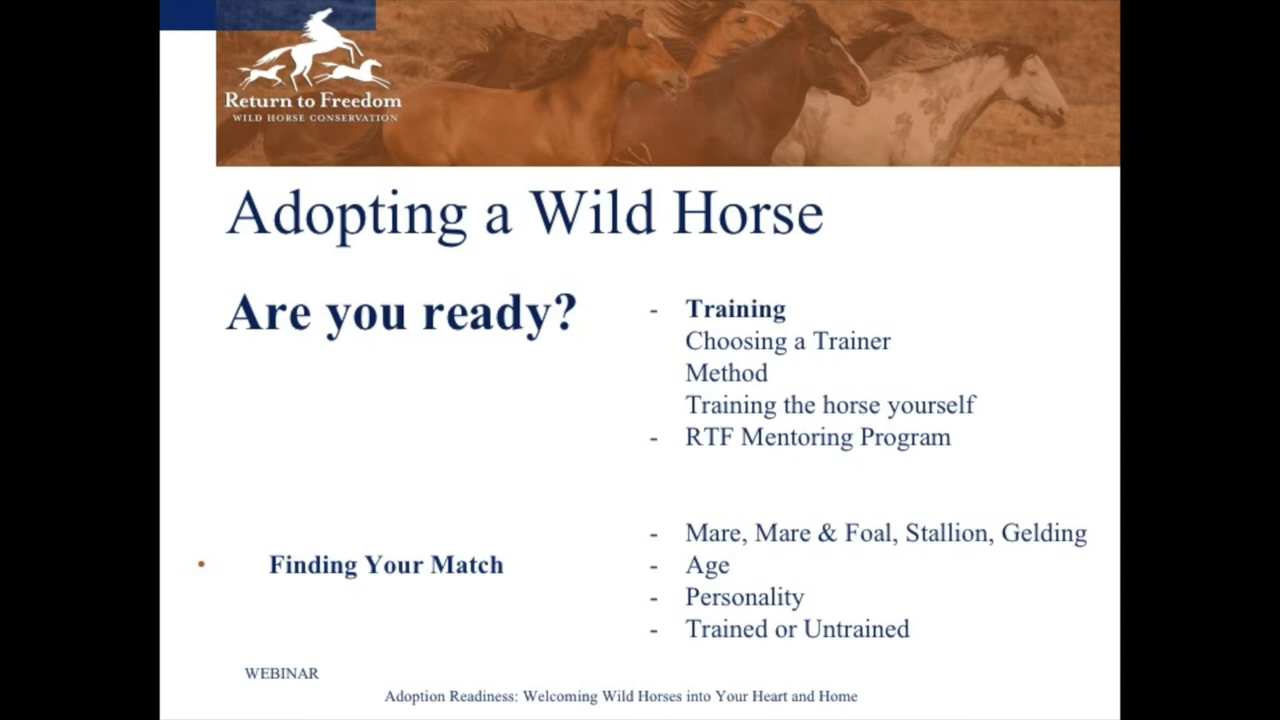 Return to Freedom
WILD HORSE CONSERVATION
Adopting a Wild Horse
Are you ready?
- Training
Choosing a Trainer
Method
Training the horse yourself
- RTF Mentoring Program
• Finding Your Match
- Mare, Mare & Foal, Stallion, Gelding
- Age
- Personality
- Trained or Untrained
WEBINAR
Adoption Readiness: Welcoming Wild Horses into Your Heart and Home